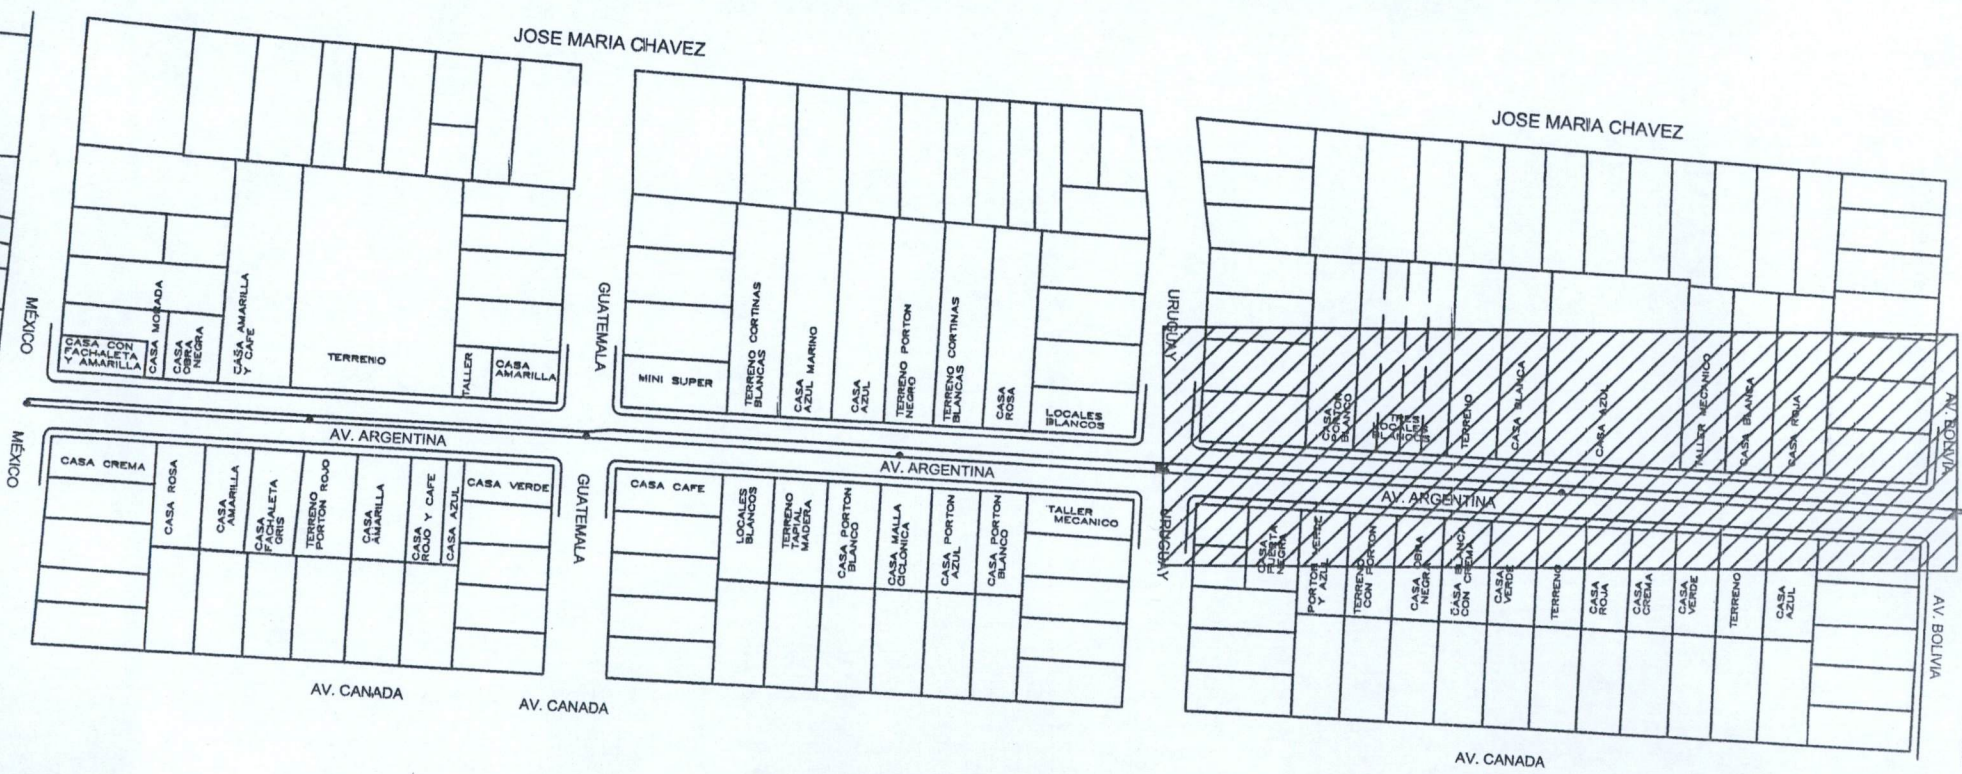 JOSE MARIA CHAVEZ
JOSE MARIA CHAVEZ
MÉXICO
GUATEMALA
URUGUAY
AV. BOLIVIA
CASA CON
FACHALETA
Y AMARILLA
CASA MORADA
CASA
OBRA
NEGRA
CASA AMARILLA
Y CAFE
TERRENO
TALLER
CASA
AMARILLA
MINI SUPER
TERRENO CORTINAS
BLANCAS
CASA
AZUL MARINO
CASA
AZUL
TERRENO PORTON
NEGRO
TERRENO CORTINAS
BLANCAS
CASA
ROSA
LOCALES
BLANCOS
CASA
PORTON
BLANCO
TERRENO
CASA BLANCA
CASA AZUL
TALLER MECANICO
CASA BLANCA
CASA ROJA
AV. ARGENTINA
AV. ARGENTINA
AV. ARGENTINA
MÉXICO
GUATEMALA
URUGUAY
AV. BOLIVIA
CASA CREMA
CASA ROSA
CASA
AMARILLA
CASA
FACHALETA
GRIS
TERRENO
PORTON ROJO
CASA
AMARILLA
CASA
ROJO Y CAFE
CASA AZUL
CASA VERDE
CASA CAFE
LOCALES
BLANCOS
TERRENO
TAPIAL
MADERA
CASA PORTON
BLANCO
CASA MALLA
CICLONICA
CASA PORTON
AZUL
CASA PORTON
BLANCO
TALLER
MECANICO
CASA
PUERTA
NEGRA
PORTON VERDE
Y AZUL
TERRENO
CON PORTON
CASA OBRA
NEGRA
CASA BLANCA
CON CREMA
CASA
VERDE
TERRENO
CASA
ROJA
CASA
CREMA
CASA
VERDE
TERRENO
CASA
AZUL
AV. CANADA
AV. CANADA
AV. CANADA